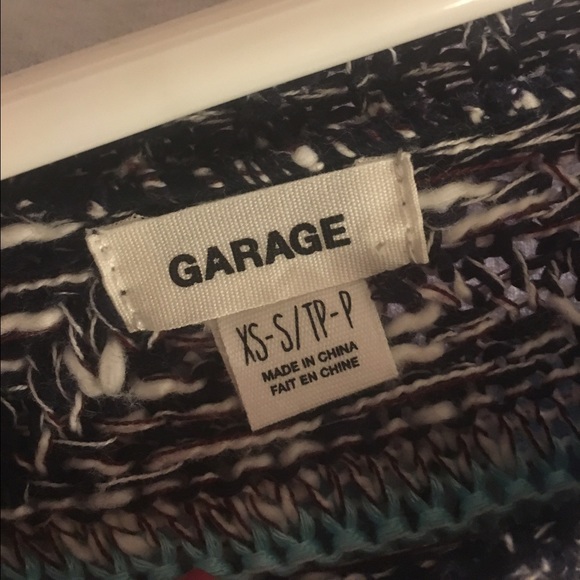 GARAGE
XS-S/TP-P
MADE IN CHINA
FAIT EN CHINE